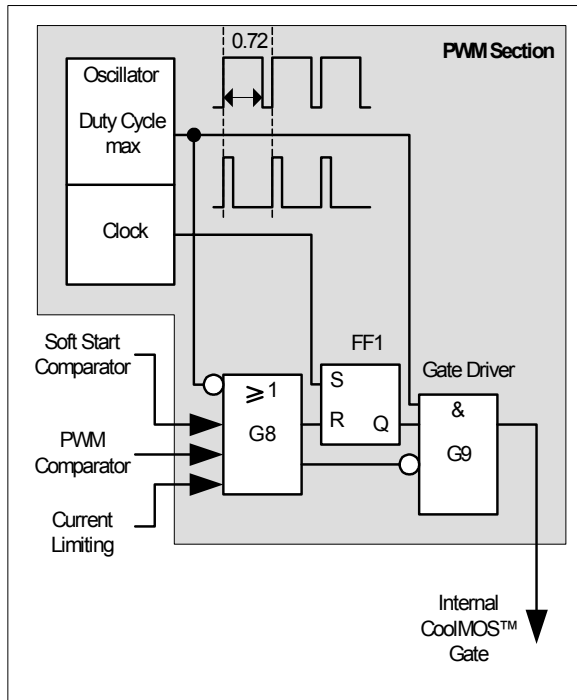 0.72
PWM Section
Oscillator
Duty Cycle
max
Clock
Soft Start
Comparator
PWM
Comparator
Current
Limiting
≥1
G8
FF1
S
R
Q
Gate Driver
&
G9
Internal
CoolMOS™
Gate